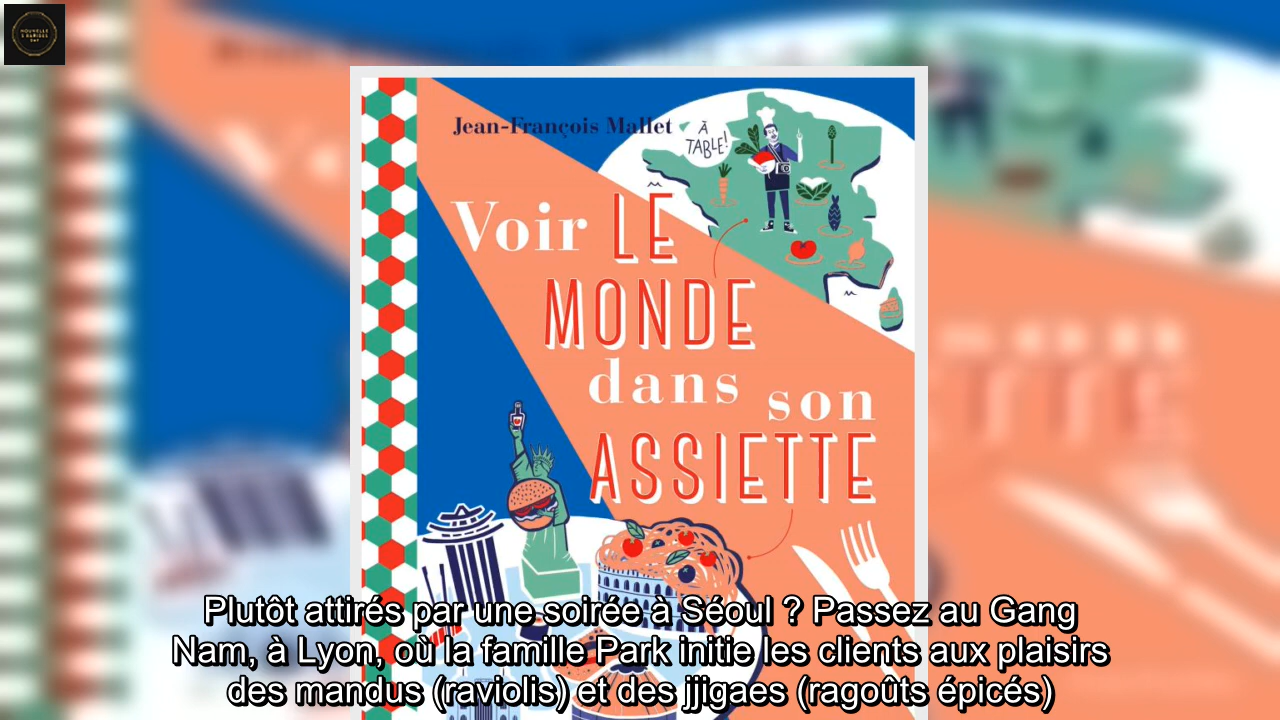 NOUVELLE
Jean-François Mallet
À
TABLE!
Voir LE
MONDE
dans son
ASSIETTE
Plutôt attirés par une soirée à Séoul ? Passez au Gang
Nam, à Lyon, où la famille Park initie les clients aux plaisirs
des mandus (raviolis) et des jjigaes (ragoûts épicés)